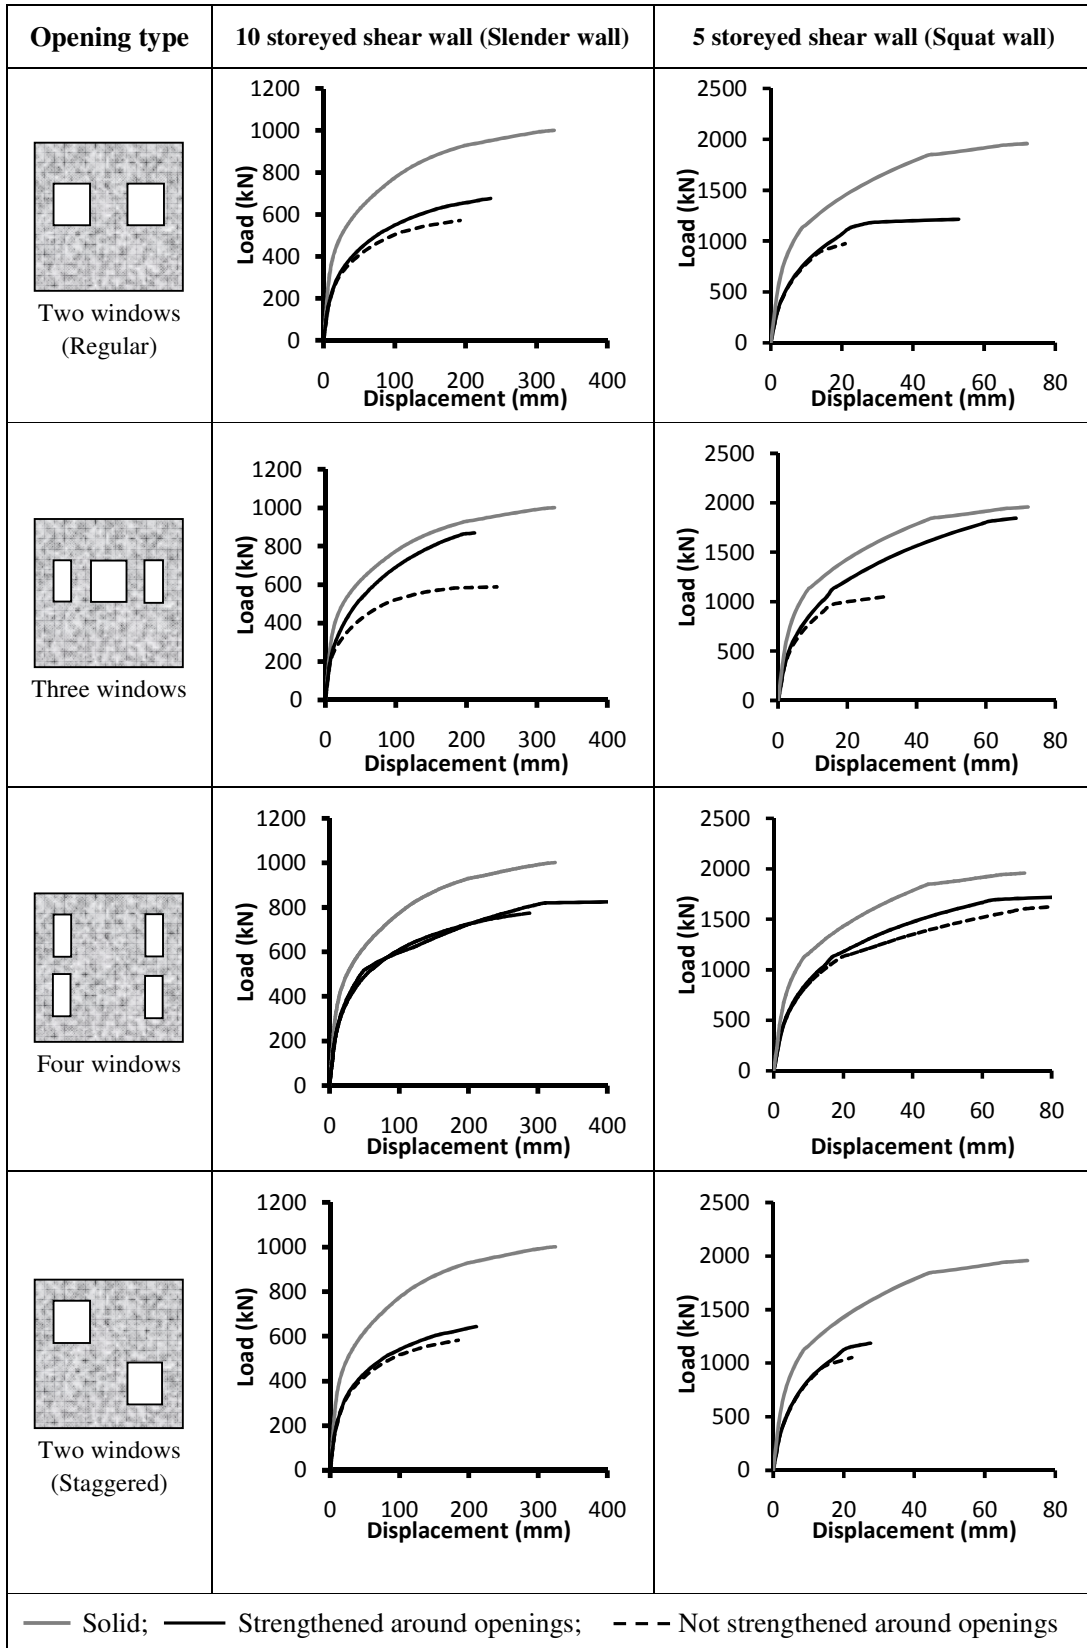 Opening type
10 storeyed shear wall (Slender wall)
5 storeyed shear wall (Squat wall)
Two windows
(Regular)
1200
1000
800
600
400
200
0
Load (kN)
0 100 200 300 400
Displacement (mm)
2500
2000
1500
1000
500
0
Load (kN)
0 20 40 60 80
Displacement (mm)
Three windows
1200
1000
800
600
400
200
0
Load (kN)
0 100 200 300 400
Displacement (mm)
2500
2000
1500
1000
500
0
Load (kN)
0 20 40 60 80
Displacement (mm)
Four windows
1200
1000
800
600
400
200
0
Load (kN)
0 100 200 300 400
Displacement (mm)
2500
2000
1500
1000
500
0
Load (kN)
0 20 40 60 80
Displacement (mm)
Two windows
(Staggered)
1200
1000
800
600
400
200
0
Load (kN)
0 100 200 300 400
Displacement (mm)
2500
2000
1500
1000
500
0
Load (kN)
0 20 40 60 80
Displacement (mm)
Solid; Strengthened around openings; Not strengthened around openings